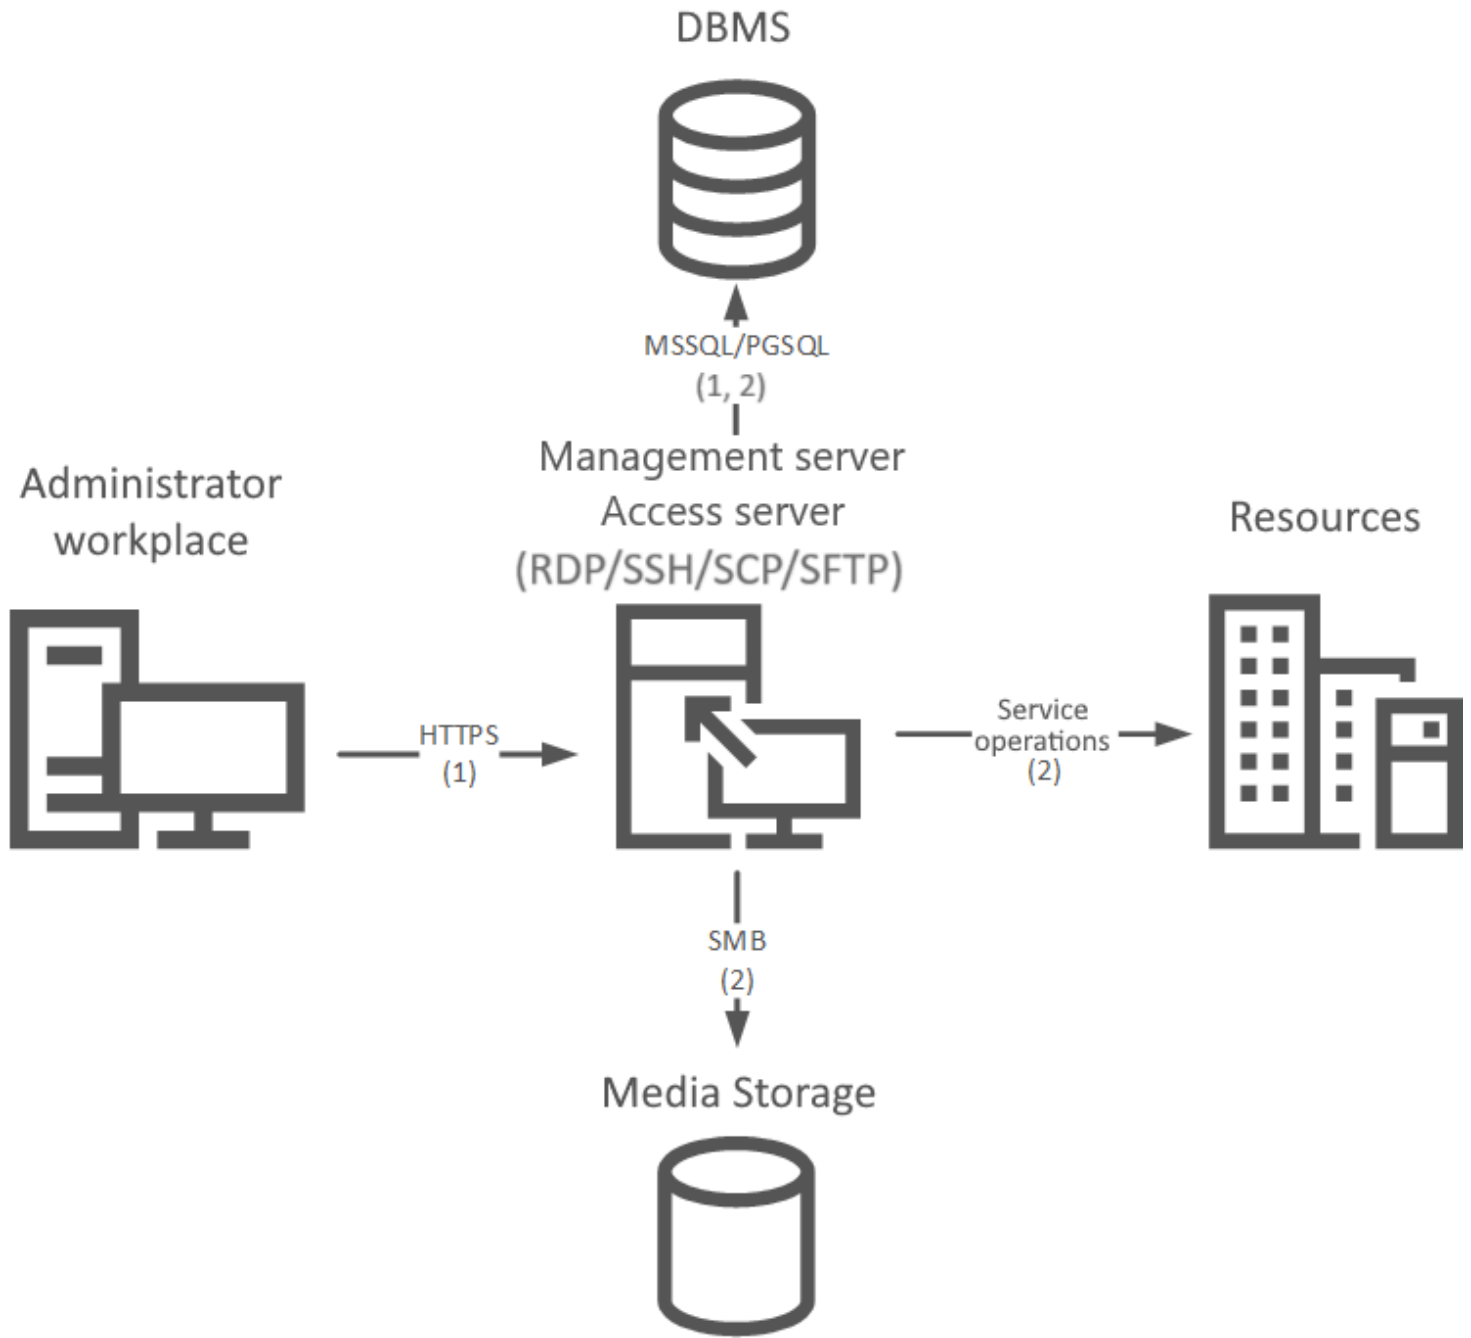 DBMS
MSSQL/PGSQL
(1, 2)
Management server
Access server
(RDP/SSH/SCP/SFTP)
Administrator
workplace
Resources
HTTPS
(1)
Service
operations
(2)
SMB
(2)
Media Storage